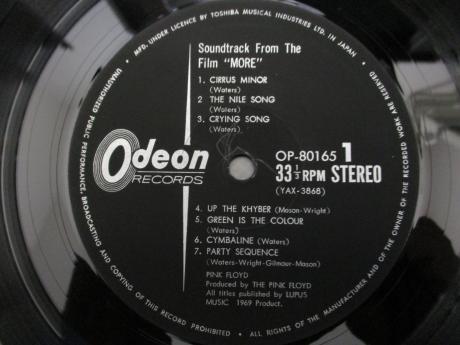 MFD. UNDER LICENCE BY TOSHIBA MUSICAL INDUSTRIES LTD. IN JAPAN •
ALL RIGHTS OF THE MANUFACTURER AND OF THE OWNER OF THE RECORDED WORK ARE RESERVED
UNAUTHORIZED PUBLIC PERFORMANCE, BROADCASTING AND COPYING OF THIS RECORD PROHIBITED •
Soundtrack From The
Film "MORE"
1. CIRRUS MINOR
(Waters)
2. THE NILE SONG
(Waters)
3. CRYING SONG
(Waters)
Odeon
RECORDS
OP-80165 1
33 1/3 RPM STEREO
(YAX-3868)
4. UP THE KHYBER (Mason-Wright)
5. GREEN IS THE COLOUR
(Waters)
6. CYMBALINE (Waters)
7. PARTY SEQUENCE
(Waters-Wright-Gilmour-Mason)
PINK FLOYD
Produced by THE PINK FLOYD
All titles published by LUPUS
MUSIC 1969 Product.